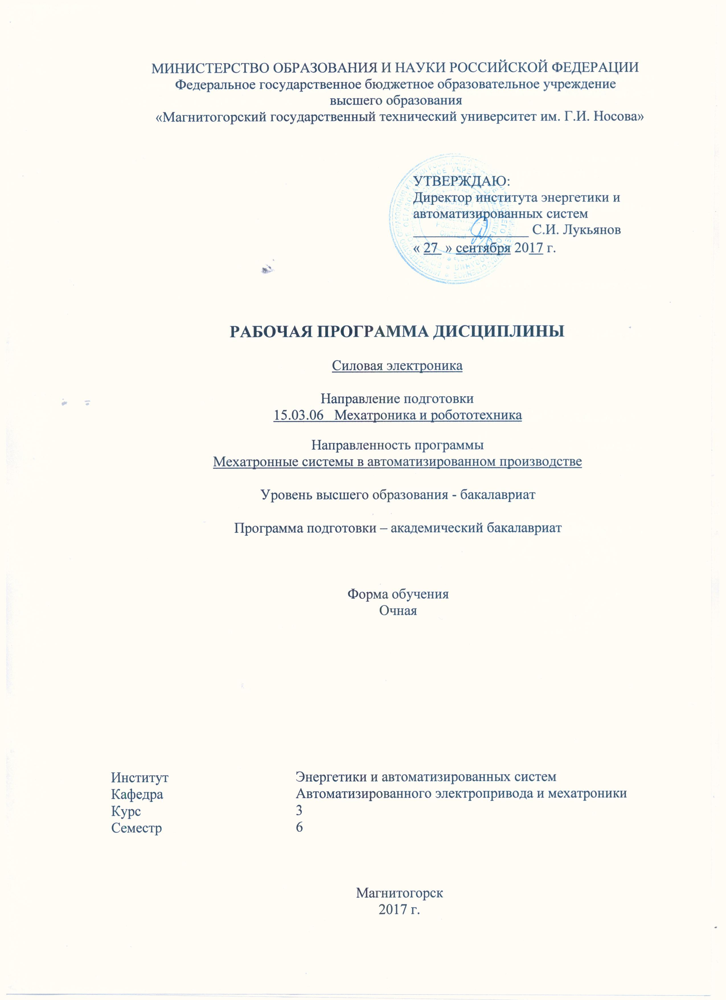 МИНИСТЕРСТВО ОБРАЗОВАНИЯ И НАУКИ РОССИЙСКОЙ ФЕДЕРАЦИИ
Федеральное государственное бюджетное образовательное учреждение
высшего образования
«Магнитогорский государственный технический университет им. Г.И. Носова»
УТВЕРЖДАЮ:
Директор института энергетики и
автоматизированных систем
С.И. Лукьянов
« 27 » сентября 2017 г.
РАБОЧАЯ ПРОГРАММА ДИСЦИПЛИНЫ
Силовая электроника
Направление подготовки
15.03.06 Мехатроника и робототехника
Направленность программы
Мехатронные системы в автоматизированном производстве
Уровень высшего образования - бакалавриат
Программа подготовки – академический бакалавриат
Форма обучения
Очная
Институт Энергетики и автоматизированных систем
Кафедра Автоматизированного электропривода и мехатроники
Курс 3
Семестр 6
Магнитогорск
2017 г.